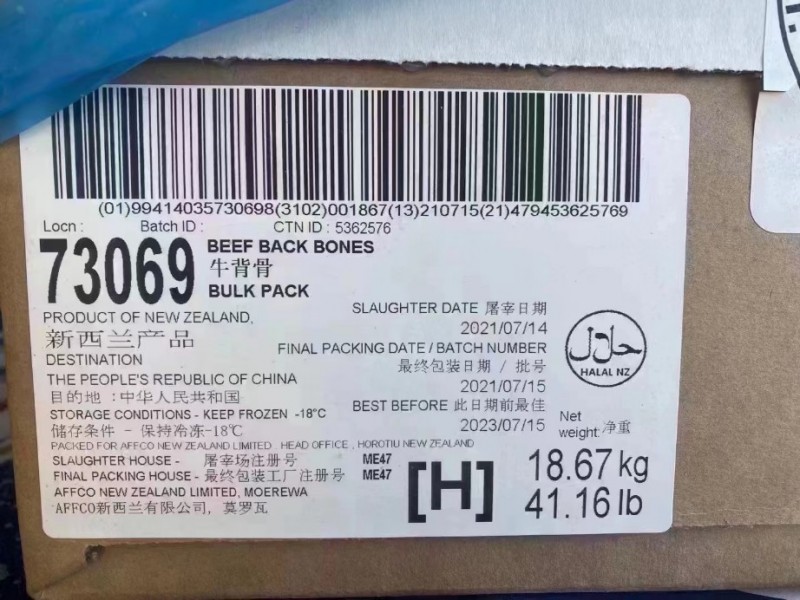 (01)99414035730698(3102)001867(13)210715(21)479453625769
Locn : Batch ID : CTN ID : 5362576
73069
BEEF BACK BONES
牛背骨
BULK PACK
PRODUCT OF NEW ZEALAND,
新西兰产品
DESTINATION
THE PEOPLE'S REPUBLIC OF CHINA
目的地 :中华人民共和国
STORAGE CONDITIONS - KEEP FROZEN -18°C
储存条件 - 保持冷冻-18℃
SLAUGHTER DATE 屠宰日期
2021/07/14
FINAL PACKING DATE / BATCH NUMBER
最终包装日期 / 批号
2021/07/15
BEST BEFORE 此日期前最佳
2023/07/15
حلال
HALAL NZ
PACKED FOR AFFCO NEW ZEALAND LIMITED . HEAD OFFICE , HOROTIU NEW ZEALAND
SLAUGHTER HOUSE - 屠宰场注册号 ME47
FINAL PACKING HOUSE - 最终包装工厂注册号 ME47
AFFCO NEW ZEALAND LIMITED, MOEREWA
AFFCO新西兰有限公司, 莫罗瓦
[H]
Net
weight: 净重
18.67 kg
41.16 lb